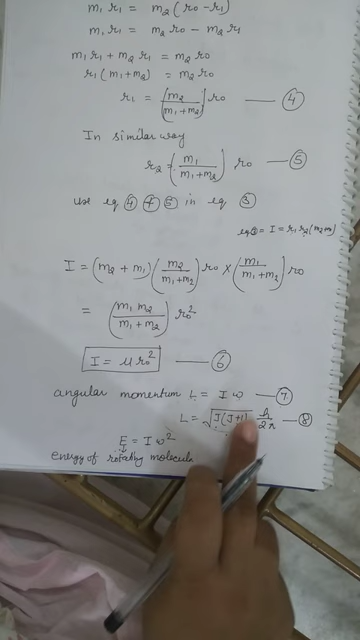 m₁ r₁ = m₂ (r₀ - r₁)
m₁ r₁ = m₂ r₀ - m₂ r₁
m₁ r₁ + m₂ r₁ = m₂ r₀
r₁ (m₁ + m₂) = m₂ r₀
r₁ = [m₂ / (m₁ + m₂)] r₀ — ④
In similar way
r₂ = [m₁ / (m₁ + m₂)] r₀ — ⑤
use eq ④ & ⑤ in eq ③
eq ③ = I = r₁ r₂ (m₂ + m₁)
I = (m₂ + m₁) (m₂ / (m₁ + m₂)) r₀ × (m₁ / (m₁ + m₂)) r₀
= (m₁ m₂ / (m₁ + m₂)) r₀²
I = μ r₀² — ⑥
angular momentum L = I ω — ⑦
L = √J(J+1) h/2π — ⑧
E = I ω²
energy of rotating molecule